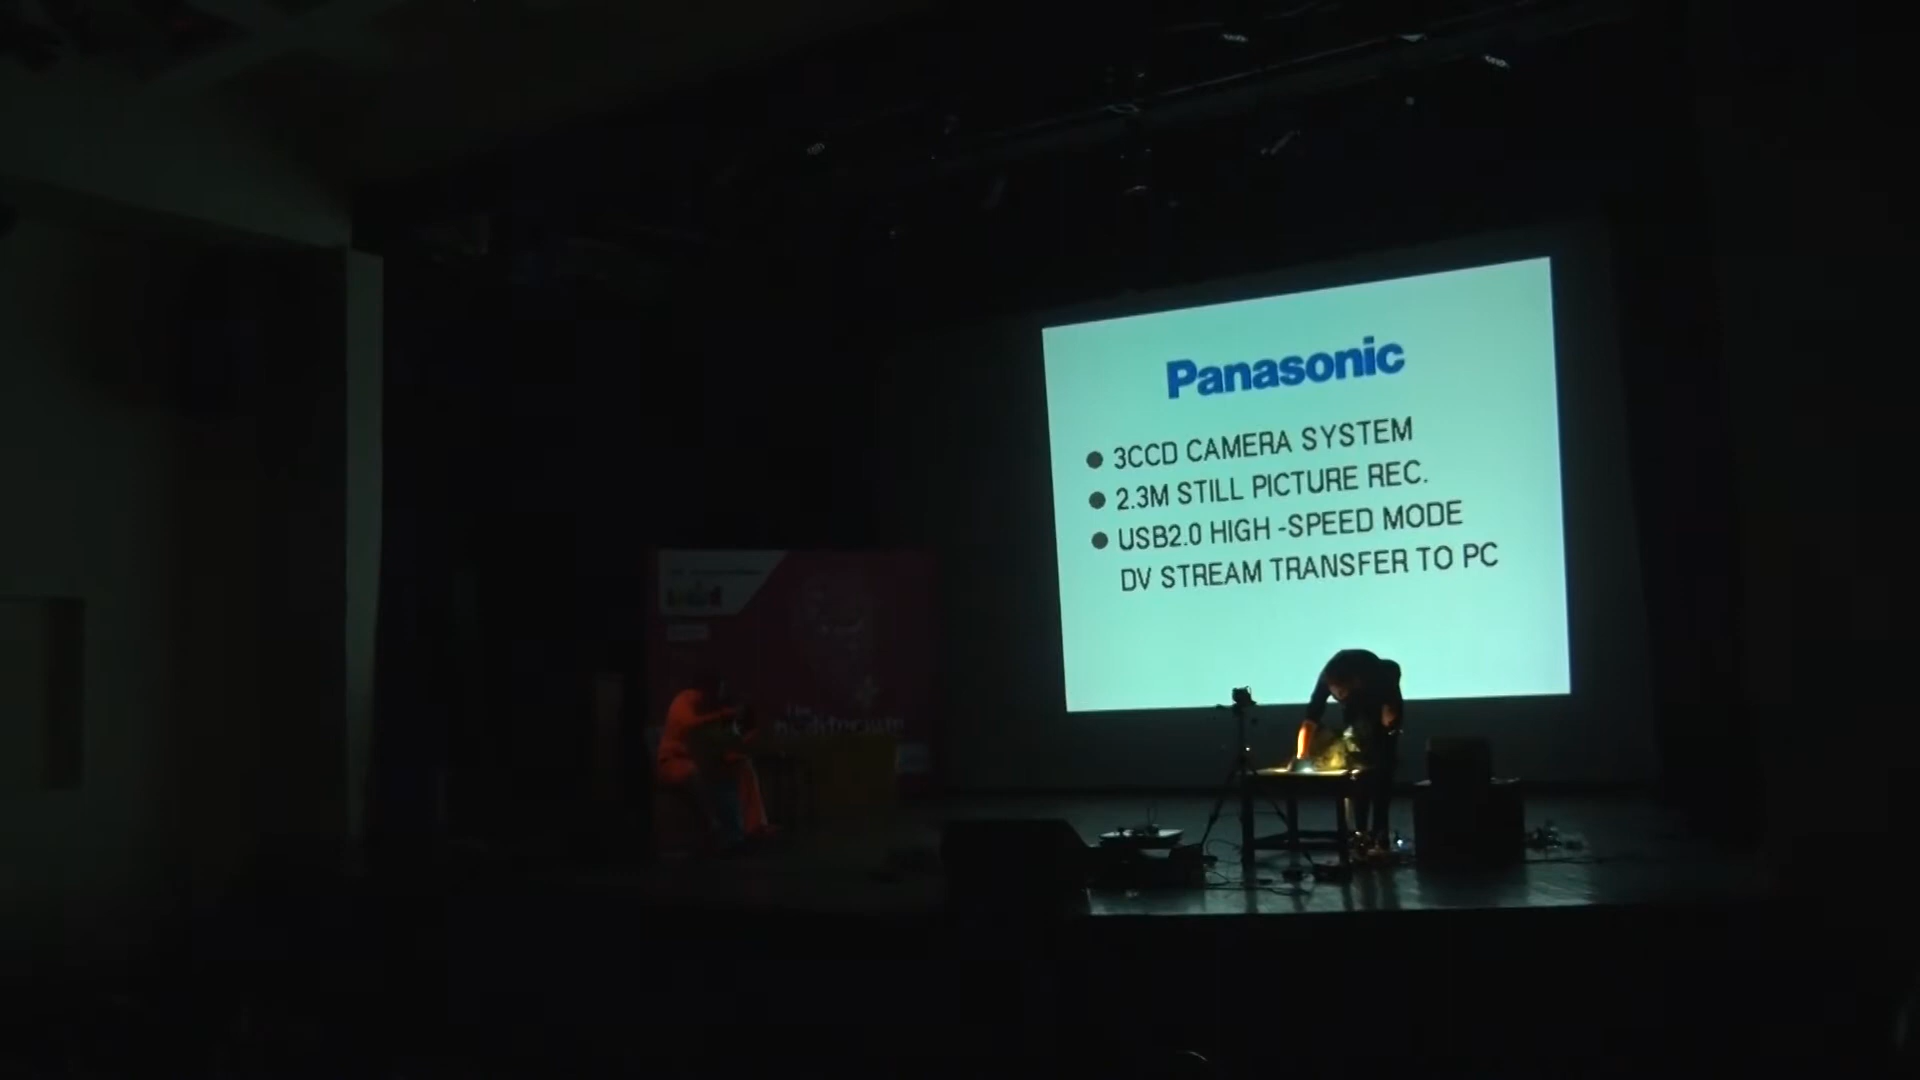 Panasonic
● 3CCD CAMERA SYSTEM
● 2.3M STILL PICTURE REC.
● USB2.0 HIGH -SPEED MODE
DV STREAM TRANSFER TO PC